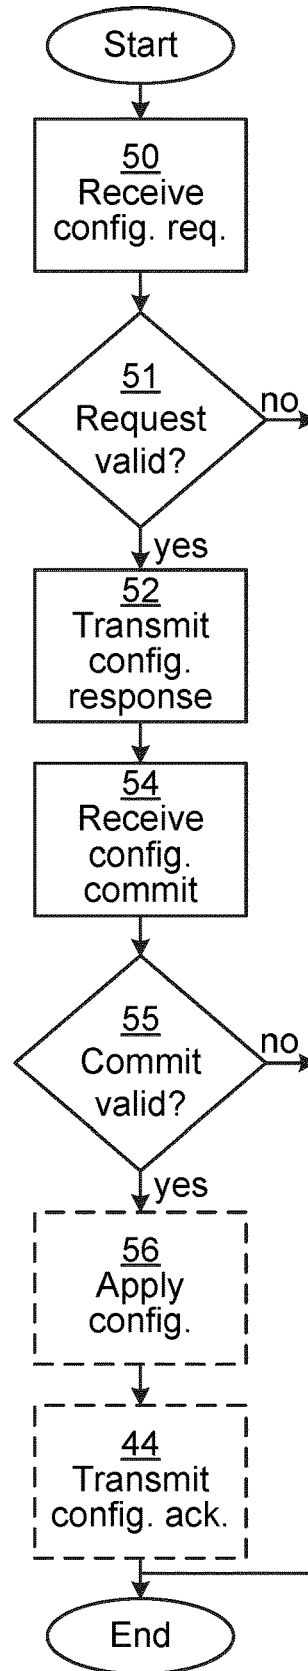 Start
50
Receive
config. req.
51
Request
valid?
no
yes
52
Transmit
config.
response
54
Receive
config.
commit
55
Commit
valid?
no
yes
56
Apply
config.
44
Transmit
config. ack.
End